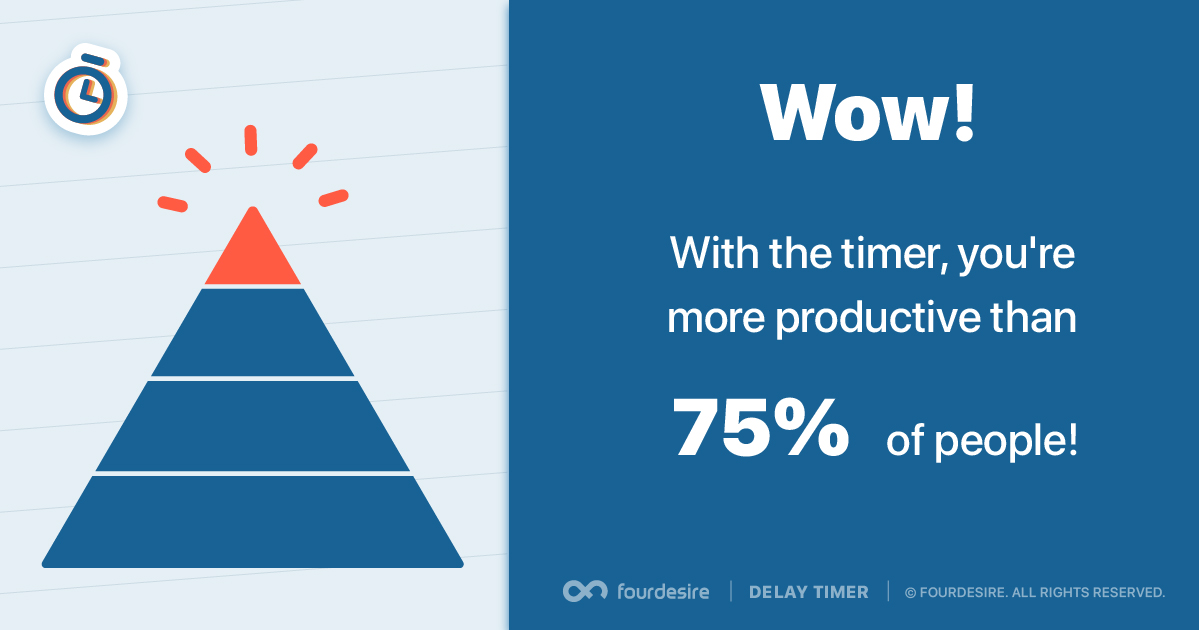 Wow!
With the timer, you're
more productive than
75% of people!
fourdesire | DELAY TIMER | © FOURDESIRE. ALL RIGHTS RESERVED.